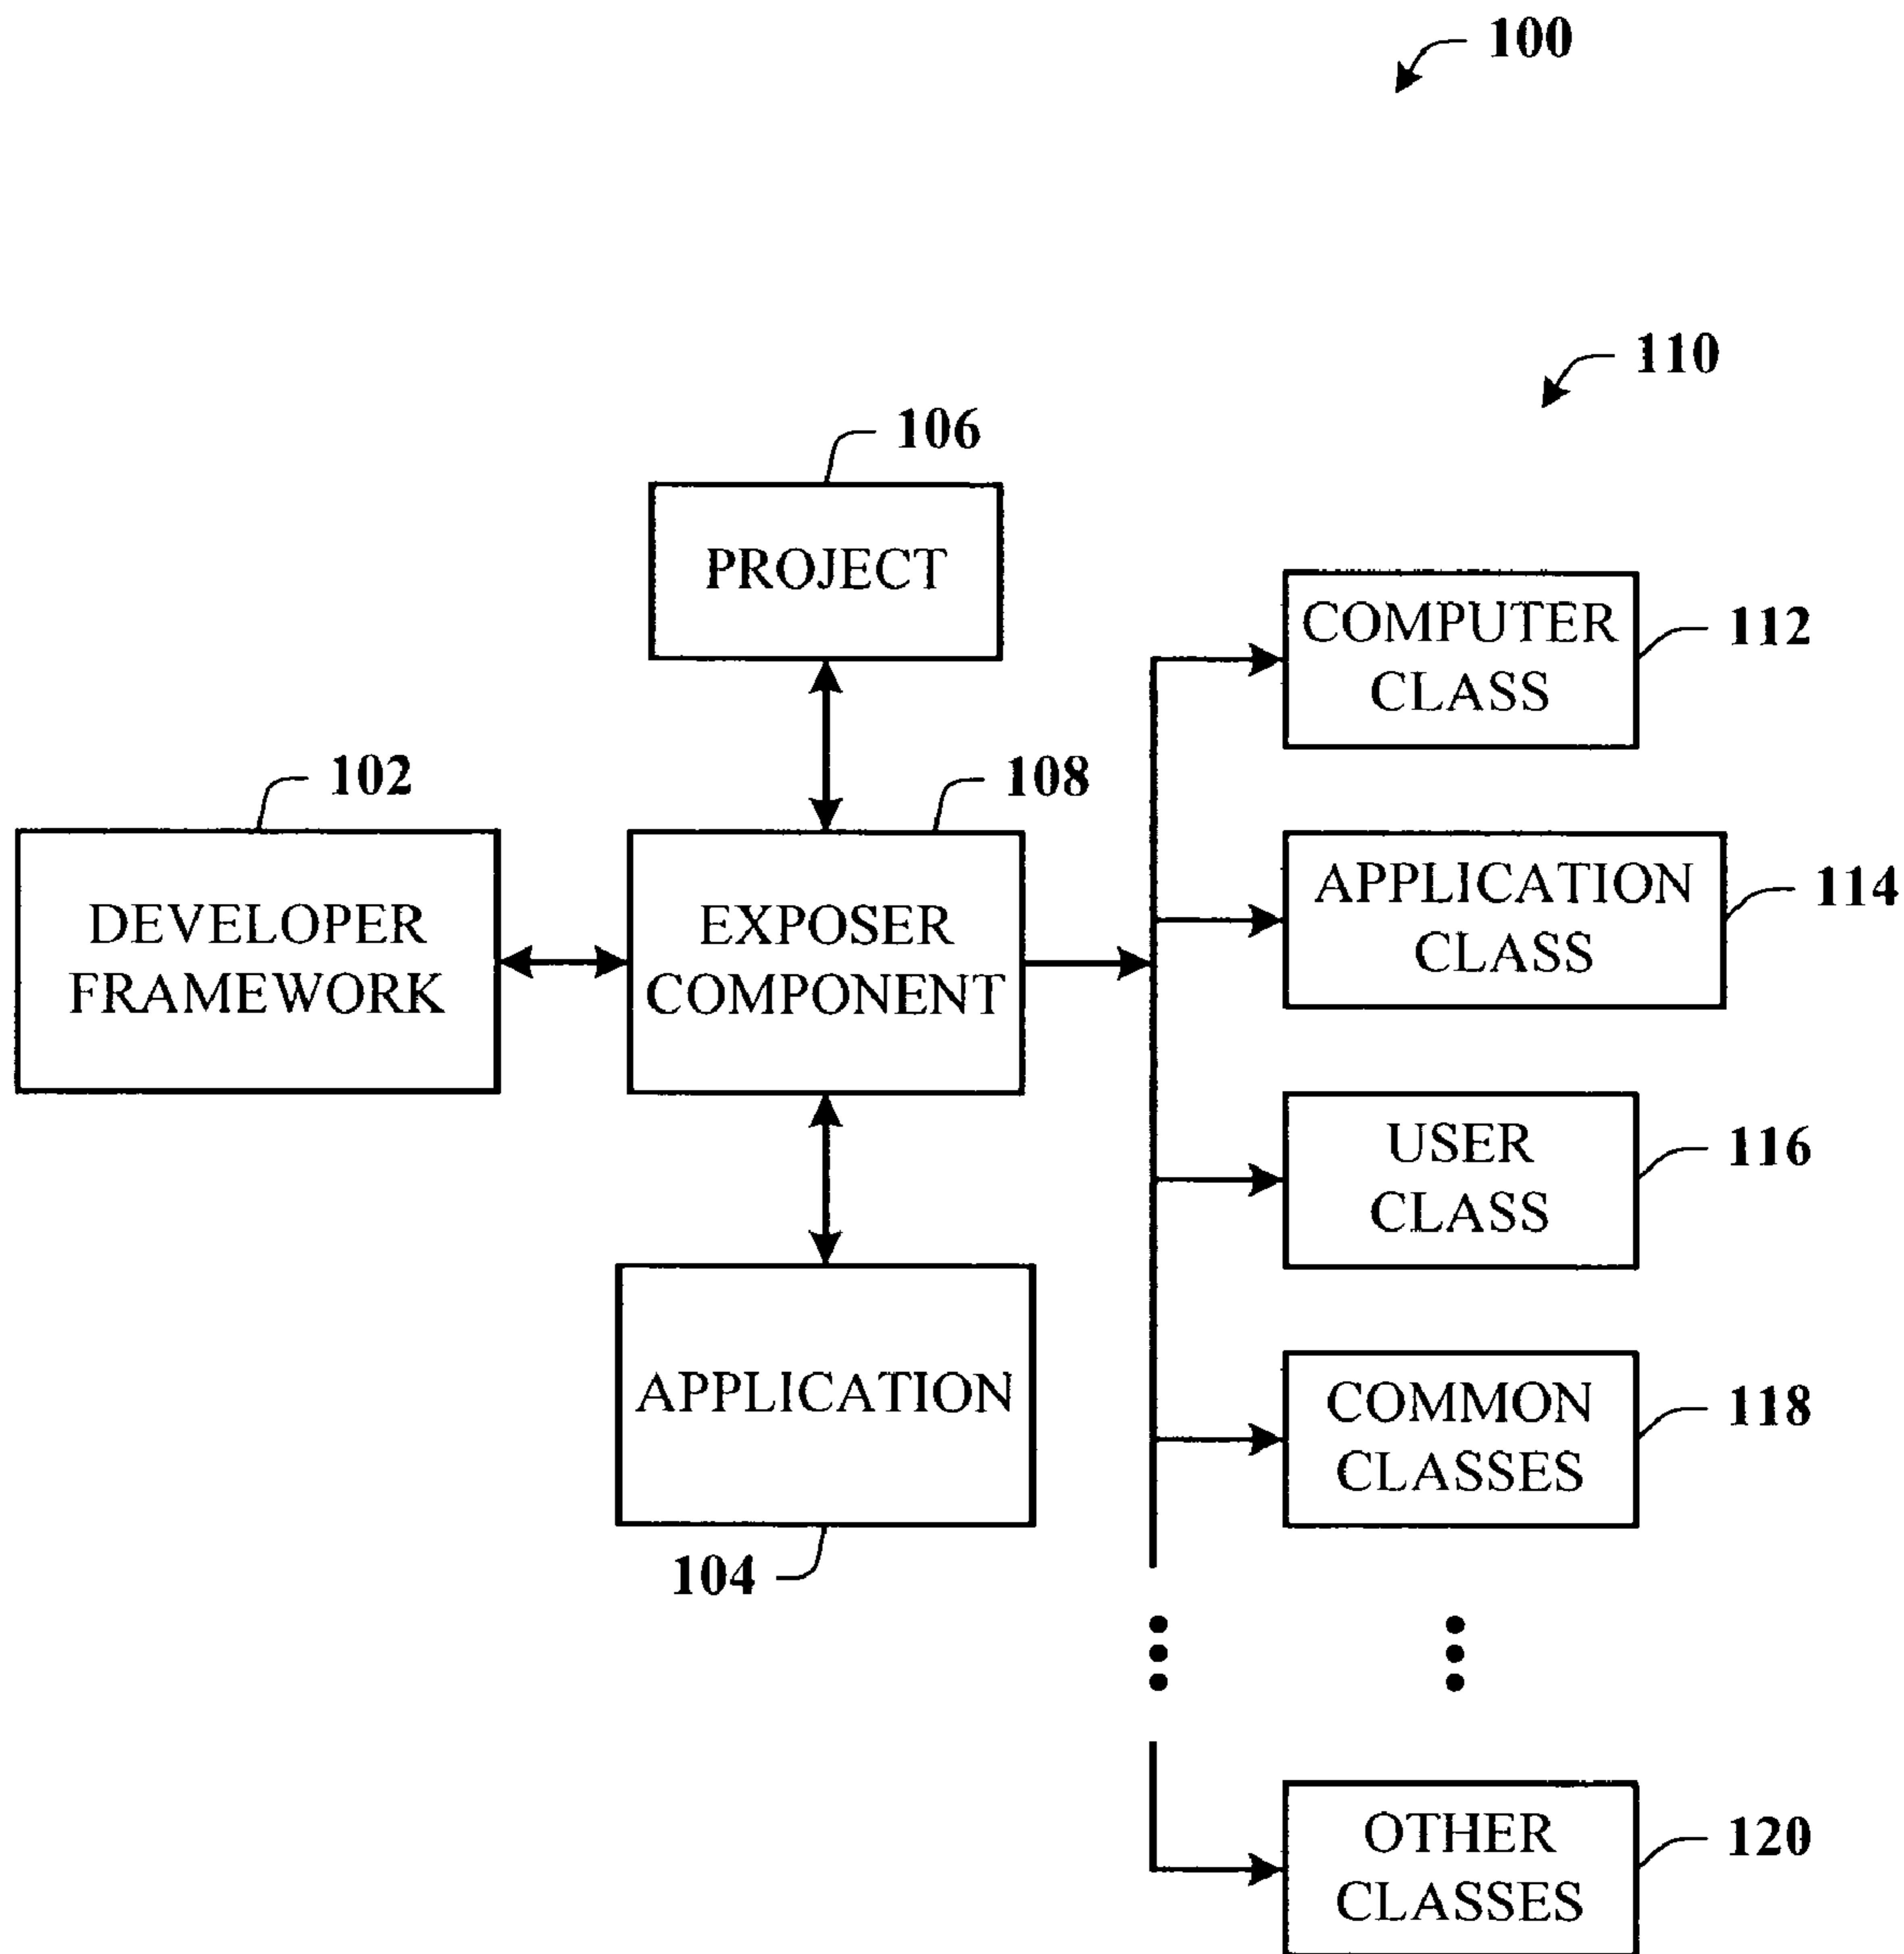 100
110
106
PROJECT
COMPUTER
CLASS
112
102
108
DEVELOPER
FRAMEWORK
EXPOSER
COMPONENT
APPLICATION
CLASS
114
USER
CLASS
116
APPLICATION
104
COMMON
CLASSES
118
OTHER
CLASSES
120